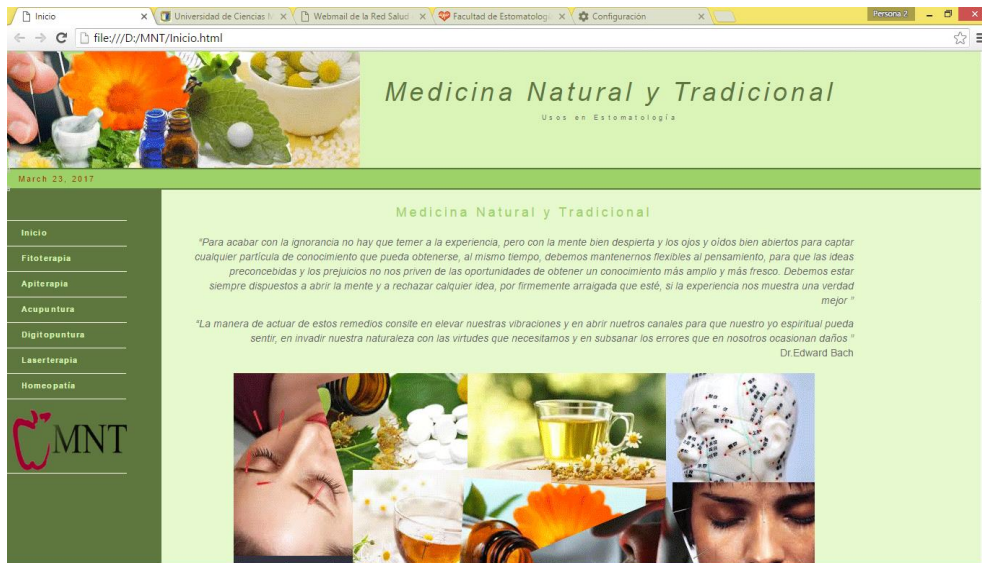 Inicio
Universidad de Ciencias M
Webmail de la Red Salud
Facultad de Estomatolog
Configuración
Persona 2
file:///D:/MNT/Inicio.html
Medicina Natural y Tradicional
Usos en Estomatología
March 23, 2017
Inicio
Fitoterapia
Apiterapia
Acupuntura
Digitopuntura
Laserterapia
Homeopatía
MNT
Medicina Natural y Tradicional
"Para acabar con la ignorancia no hay que temer a la experiencia, pero con la mente bien despierta y los ojos y oídos bien abiertos para captar
cualquier partícula de conocimiento que pueda obtenerse, al mismo tiempo, debemos mantenernos flexibles al pensamiento, para que las ideas
preconcebidas y los prejuicios no nos priven de las oportunidades de obtener un conocimiento más amplio y más fresco. Debemos estar
siempre dispuestos a abrir la mente y a rechazar calquier idea, por firmemente arraigada que esté, si la experiencia nos muestra una verdad
mejor "
"La manera de actuar de estos remedios consite en elevar nuestras vibraciones y en abrir nuetros canales para que nuestro yo espiritual pueda
sentir, en invadir nuestra naturaleza con las virtudes que necesitamos y en subsanar los errores que en nosotros ocasionan daños "
Dr.Edward Bach